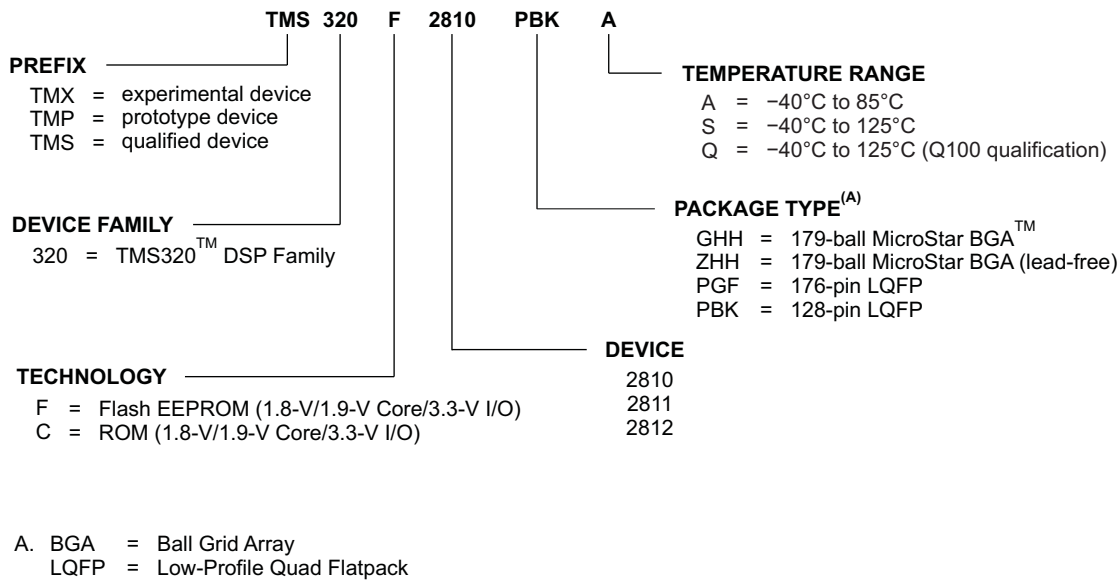 TMS 320 F 2810 PBK A
PREFIX
TMX = experimental device
TMP = prototype device
TMS = qualified device
TEMPERATURE RANGE
A = −40°C to 85°C
S = −40°C to 125°C
Q = −40°C to 125°C (Q100 qualification)
DEVICE FAMILY
320 = TMS320™ DSP Family
PACKAGE TYPE(A)
GHH = 179-ball MicroStar BGA™
ZHH = 179-ball MicroStar BGA (lead-free)
PGF = 176-pin LQFP
PBK = 128-pin LQFP
TECHNOLOGY
F = Flash EEPROM (1.8-V/1.9-V Core/3.3-V I/O)
C = ROM (1.8-V/1.9-V Core/3.3-V I/O)
DEVICE
2810
2811
2812
A. BGA = Ball Grid Array
LQFP = Low-Profile Quad Flatpack